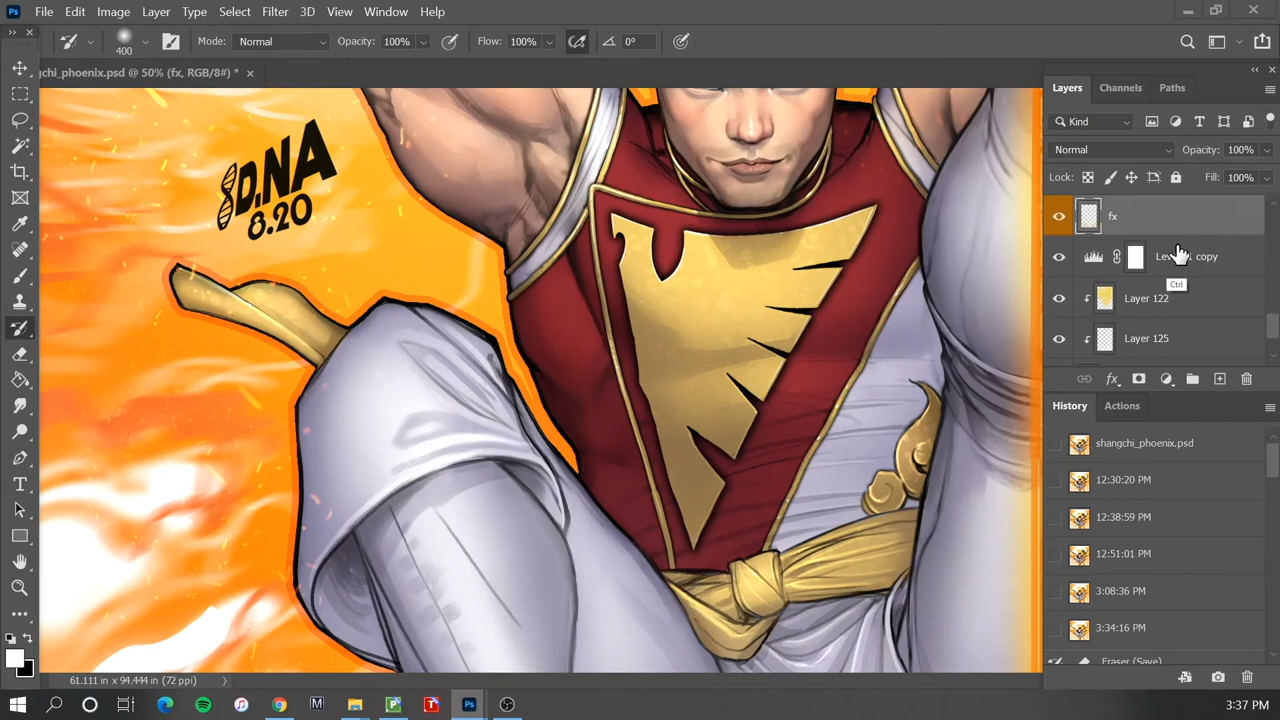 Ps File Edit Image Layer Type Select Filter 3D View Window Help
400 Mode: Normal Opacity: 100% Flow: 100% 0°
gchi_phoenix.psd @ 50% (fx, RGB/8#) * ×
Layers Channels Paths
Kind
Normal Opacity: 100%
Lock: Fill: 100%
fx
copy
Ctrl
Layer 122
Layer 125
fx
History Actions
shangchi_phoenix.psd
12:30:20 PM
12:38:59 PM
12:51:01 PM
3:08:36 PM
3:34:16 PM
Eraser (Save)
D.NA
8.20
61.111 in x 94.444 in (72 ppi)
Ps
3:37 PM